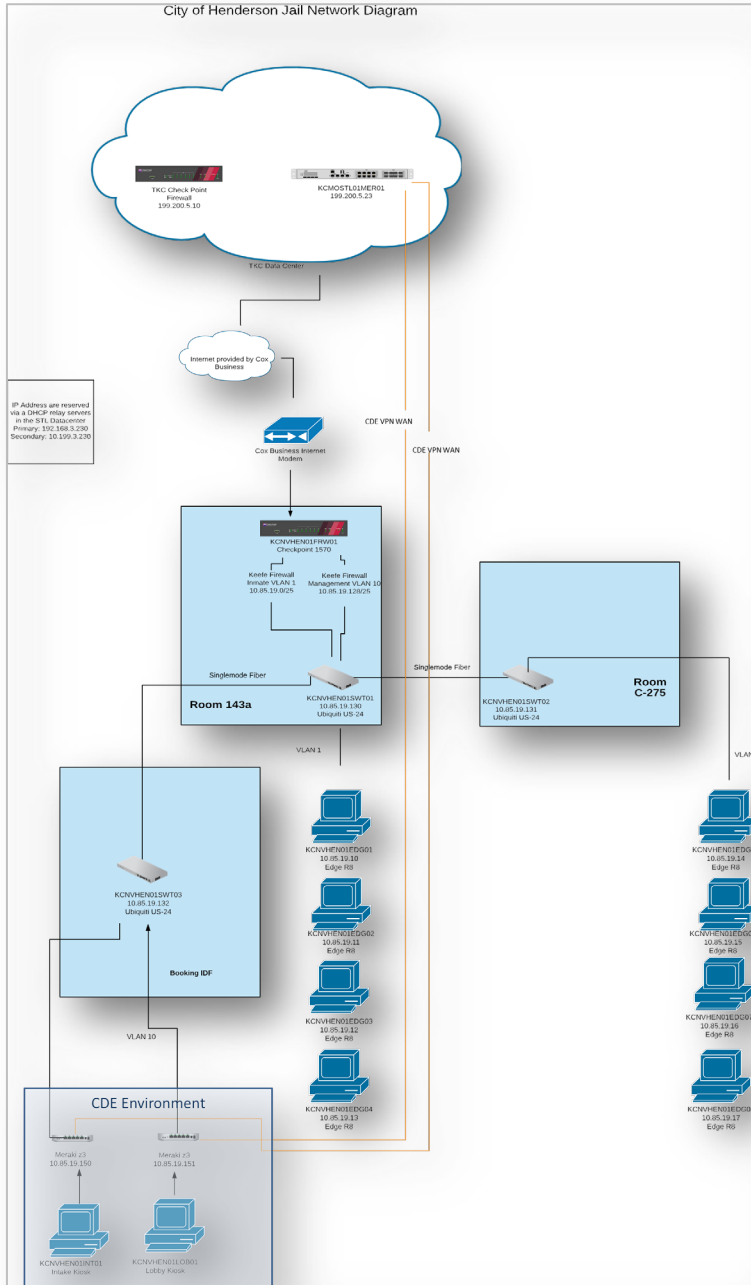 City of Henderson Jail Network Diagram
TKC Check Point
Firewall
199.200.5.10
KCMOSTL01MER01
199.200.5.23
TKC Data Center
Internet provided by Cox
Business
IP Address are reserved
via a DHCP relay servers
in the STL Datacenter
Primary: 192.168.3.230
Secondary: 10.199.3.230
CDE VPN WAN
Cox Business Internet
Modem
CDE VPN WAN
KCNVHEN01FRW01
Checkpoint 1570
Keefe Firewall
Inmate VLAN 1
10.85.19.0/25
Keefe Firewall
Management VLAN 10
10.85.19.128/25
Singlemode Fiber
Singlemode Fiber
Room 143a
KCNVHEN01SWT01
10.85.19.130
Ubiquiti US-24
KCNVHEN01SWT02
10.85.19.131
Ubiquiti US-24
Room
C-275
VLAN 1
VLAN
KCNVHEN01EDG01
10.85.19.10
Edge R8
KCNVHEN01EDG
10.85.19.14
Edge R8
KCNVHEN01SWT03
10.85.19.132
Ubiquiti US-24
KCNVHEN01EDG02
10.85.19.11
Edge R8
KCNVHEN01EDG0
10.85.19.15
Edge R8
Booking IDF
KCNVHEN01EDG03
10.85.19.12
Edge R8
KCNVHEN01EDG07
10.85.19.16
Edge R8
VLAN 10
CDE Environment
KCNVHEN01EDG04
10.85.19.13
Edge R8
KCNVHEN01EDG0
10.85.19.17
Edge R8
Meraki z3
10.85.19.150
Meraki z3
10.85.19.151
KCNVHEN01INT01
Intake Kiosk
KCNVHEN01LOB01
Lobby Kiosk